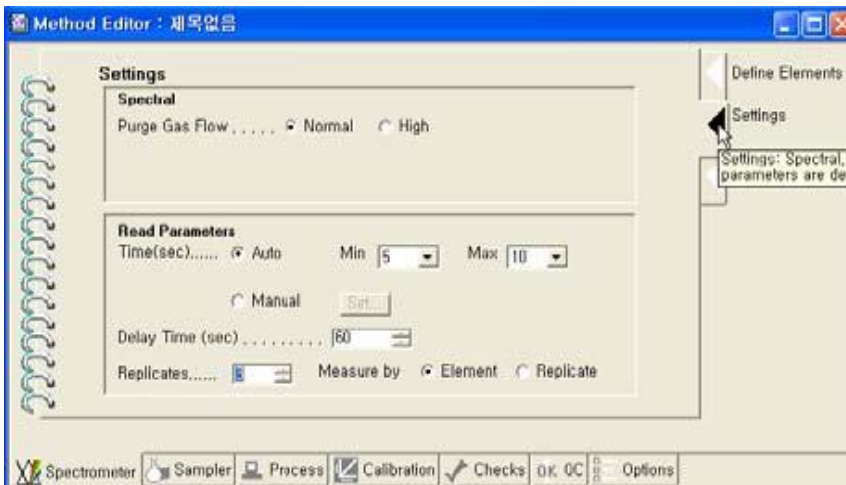 Method Editor : 제목없음
Define Elements
Settings
Settings: Spectral,
parameters are de
Settings
Spectral
Purge Gas Flow . . . . . Normal High
Read Parameters
Time(sec)...... Auto Min 5 Max 10
Manual Set...
Delay Time (sec) . . . . . . . . . 60
Replicates...... Measure by Element Replicate
Spectrometer Sampler Process Calibration Checks OK QC Options